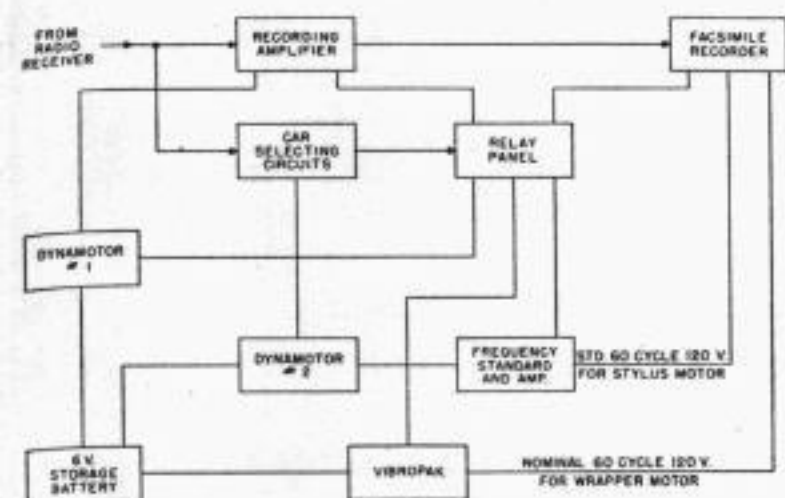 FROM
RADIO
RECEIVER
RECORDING
AMPLIFIER
FACSIMILE
RECORDER
CAR
SELECTING
CIRCUITS
RELAY
PANEL
DYNAMOTOR
# 1
DYNAMOTOR
# 2
FREQUENCY
STANDARD
AND AMP.
STD. 60 CYCLE 120 V.
FOR STYLUS MOTOR
6 V.
STORAGE
BATTERY
VIBROPAK
NOMINAL 60 CYCLE 120 V.
FOR WRAPPER MOTOR